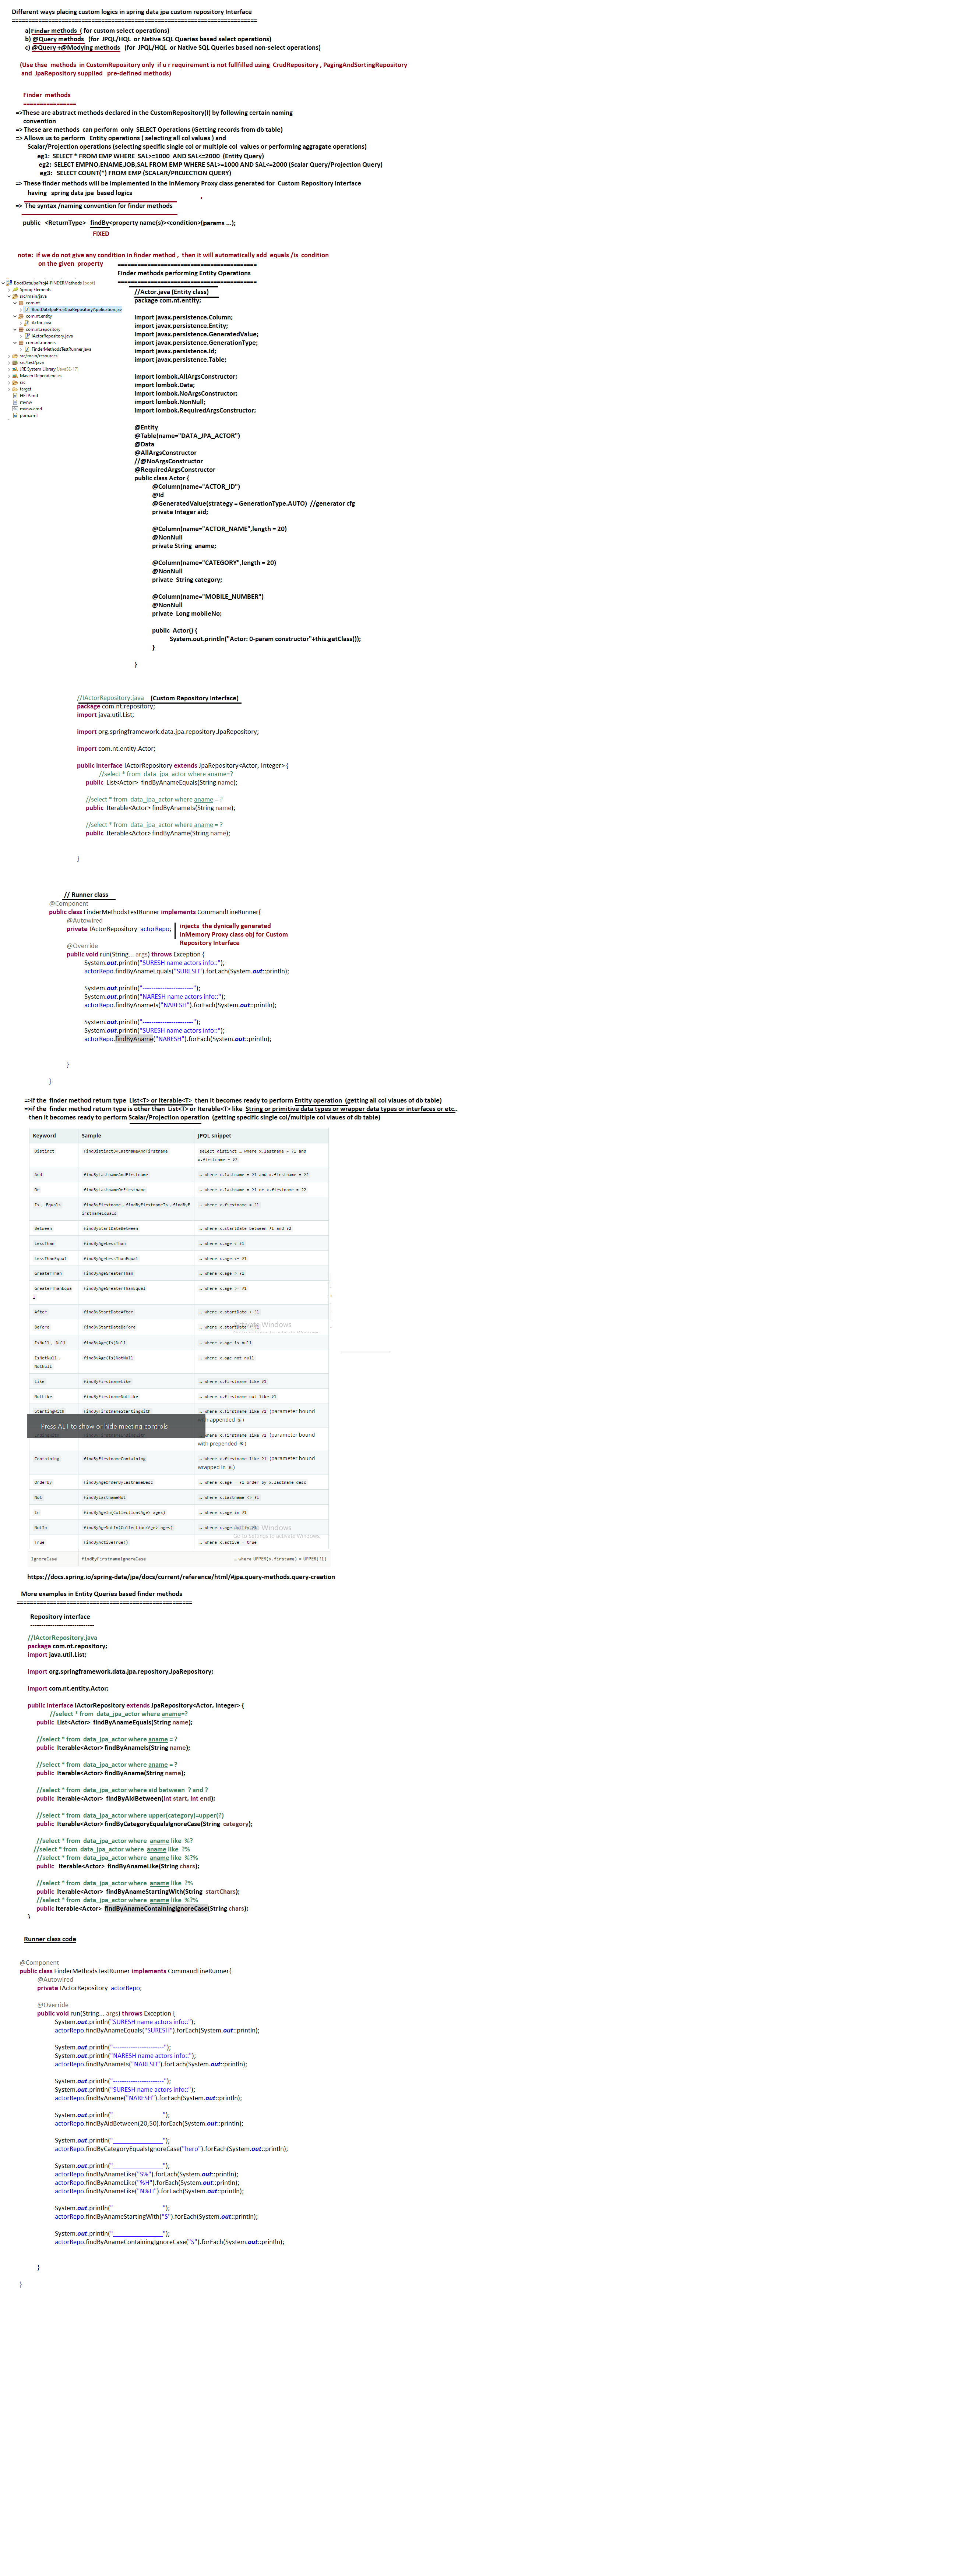 Different ways placing custom logics in spring data jpa custom repository Interface
==========================================================================
a)Finder methods ( for custom select operations)
b) @Query methods (for JPQL/HQL or Native SQL Queries based select operations)
c) @Query +@Modying methods (for JPQL/HQL or Native SQL Queries based non-select operations)
(Use thse methods in CustomRepository only if u r requirement is not fullfilled using CrudRepository , PagingAndSortingRepository
and JpaRepository supplied pre-defined methods)
Finder methods
================
=>These are abstract methods declared in the CustomRepository(I) by following certain naming
convention
=> These are methods can perform only SELECT Operations (Getting records from db table)
=> Allows us to perform Entity operations ( selecting all col values ) and
Scalar/Projection operations (selecting specific single col or multiple col values or performing aggragate operations)
eg1: SELECT * FROM EMP WHERE SAL>=1000 AND SAL<=2000 (Entity Query)
eg2: SELECT EMPNO,ENAME,JOB,SAL FROM EMP WHERE SAL>=1000 AND SAL<=2000 (Scalar Query/Projection Query)
eg3: SELECT COUNT(*) FROM EMP (SCALAR/PROJECTION QUERY)
=> These finder methods will be implemented in the InMemory Proxy class generated for Custom Repository interface
having spring data jpa based logics
=> The syntax /naming convention for finder methods
public <ReturnType> findBy<property name(s)><condition>(params ...);
FIXED
note: if we do not give any condition in finder method , then it will automatically add equals /is condition
on the given property
==========================================
Finder methods performing Entity Operations
==========================================
BootDataJpaProj4-FINDERMethods [boot]
Spring Elements
src/main/java
com.nt
BootDataJpaProj3JpaRepositoryApplication.jav
com.nt.entity
Actor.java
com.nt.repository
IActorRepository.java
com.nt.runners
FinderMethodsTestRunner.java
src/main/resources
src/test/java
JRE System Library [JavaSE-17]
Maven Dependencies
src
target
HELP.md
mvnw
mvnw.cmd
pom.xml
//Actor.java (Entity class)
package com.nt.entity;
import javax.persistence.Column;
import javax.persistence.Entity;
import javax.persistence.GeneratedValue;
import javax.persistence.GenerationType;
import javax.persistence.Id;
import javax.persistence.Table;
import lombok.AllArgsConstructor;
import lombok.Data;
import lombok.NoArgsConstructor;
import lombok.NonNull;
import lombok.RequiredArgsConstructor;
@Entity
@Table(name="DATA_JPA_ACTOR")
@Data
@AllArgsConstructor
//@NoArgsConstructor
@RequiredArgsConstructor
public class Actor {
@Column(name="ACTOR_ID")
@Id
@GeneratedValue(strategy = GenerationType.AUTO) //generator cfg
private Integer aid;
@Column(name="ACTOR_NAME",length = 20)
@NonNull
private String aname;
@Column(name="CATEGORY",length = 20)
@NonNull
private String category;
@Column(name="MOBILE_NUMBER")
@NonNull
private Long mobileNo;
public Actor() {
System.out.println("Actor: 0-param constructor"+this.getClass());
}
}
//IActorRepository.java (Custom Repository Interface)
package com.nt.repository;
import java.util.List;
import org.springframework.data.jpa.repository.JpaRepository;
import com.nt.entity.Actor;
public interface IActorRepository extends JpaRepository<Actor, Integer> {
//select * from data_jpa_actor where aname=?
public List<Actor> findByAnameEquals(String name);
//select * from data_jpa_actor where aname = ?
public Iterable<Actor> findByAnameIs(String name);
//select * from data_jpa_actor where aname = ?
public Iterable<Actor> findByAname(String name);
}
// Runner class
@Component
public class FinderMethodsTestRunner implements CommandLineRunner{
@Autowired
private IActorRepository actorRepo;
injects the dynically generated
InMemory Proxy class obj for Custom
Repository Interface
@Override
public void run(String... args) throws Exception {
System.out.println("SURESH name actors info::");
actorRepo.findByAnameEquals("SURESH").forEach(System.out::println);
System.out.println("-----------------------");
System.out.println("NARESH name actors info::");
actorRepo.findByAnameIs("NARESH").forEach(System.out::println);
System.out.println("-----------------------");
System.out.println("SURESH name actors info::");
actorRepo.findByAname("NARESH").forEach(System.out::println);
}
}
=>if the finder method return type List<T> or Iterable<T> then it becomes ready to perform Entity operation (getting all col vlaues of db table)
=>if the finder method return type is other than List<T> or Iterable<T> like String or primitive data types or wrapper data types or interfaces or etc..
then it becomes ready to perform Scalar/Projection operation (getting specific single col/multiple col vlaues of db table)
Keyword Sample JPQL snippet
Distinct findDistinctByLastnameAndFirstname select distinct … where x.lastname = ?1 and
x.firstname = ?2
And findByLastnameAndFirstname … where x.lastname = ?1 and x.firstname = ?2
Or findByLastnameOrFirstname … where x.lastname = ?1 or x.firstname = ?2
Is, Equals findByFirstname, findByFirstnameIs, findByF
irstnameEquals … where x.firstname = ?1
Between findByStartDateBetween … where x.startDate between ?1 and ?2
LessThan findByAgeLessThan … where x.age < ?1
LessThanEqual findByAgeLessThanEqual … where x.age <= ?1
GreaterThan findByAgeGreaterThan … where x.age > ?1
GreaterThanEqua
l findByAgeGreaterThanEqual … where x.age >= ?1
After findByStartDateAfter … where x.startDate > ?1
Before findByStartDateBefore … where x.startDate < ?1
Activate Windows
IsNull, Null findByAge(Is)Null … where x.age is null
IsNotNull,
NotNull findByAge(Is)NotNull … where x.age not null
Like findByFirstnameLike … where x.firstname like ?1
NotLike findByFirstnameNotLike … where x.firstname not like ?1
StartingWith findByFirstnameStartingWith … where x.firstname like ?1 (parameter bound
with appended %)
Press ALT to show or hide meeting controls
… where x.firstname like ?1 (parameter bound
with prepended %)
Containing findByFirstnameContaining … where x.firstname like ?1 (parameter bound
wrapped in %)
OrderBy findByAgeOrderByLastnameDesc … where x.age = ?1 order by x.lastname desc
Not findByLastnameNot … where x.lastname <> ?1
In findByAgeIn(Collection<Age> ages) … where x.age in ?1
NotIn findByAgeNotIn(Collection<Age> ages) … where x.age not in ?1
Windows
Go to Settings to activate Windows.
True findByActiveTrue() … where x.active = true
IgnoreCase findByFirstnameIgnoreCase … where UPPER(x.firstname) = UPPER(?1)
https://docs.spring.io/spring-data/jpa/docs/current/reference/html/#jpa.query-methods.query-creation
More examples in Entity Queries based finder methods
=====================================================
Repository interface
----------------------------
//IActorRepository.java
package com.nt.repository;
import java.util.List;
import org.springframework.data.jpa.repository.JpaRepository;
import com.nt.entity.Actor;
public interface IActorRepository extends JpaRepository<Actor, Integer> {
//select * from data_jpa_actor where aname=?
public List<Actor> findByAnameEquals(String name);
//select * from data_jpa_actor where aname = ?
public Iterable<Actor> findByAnameIs(String name);
//select * from data_jpa_actor where aname = ?
public Iterable<Actor> findByAname(String name);
//select * from data_jpa_actor where aid between ? and ?
public Iterable<Actor> findByAidBetween(int start, int end);
//select * from data_jpa_actor where upper(category)=upper(?)
public Iterable<Actor> findByCategoryEqualsIgnoreCase(String category);
//select * from data_jpa_actor where aname like %?
//select * from data_jpa_actor where aname like ?%
//select * from data_jpa_actor where aname like %?%
public Iterable<Actor> findByAnameLike(String chars);
//select * from data_jpa_actor where aname like ?%
public Iterable<Actor> findByAnameStartingWith(String startChars);
//select * from data_jpa_actor where aname like %?%
public Iterable<Actor> findByAnameContainingIgnoreCase(String chars);
}
Runner class code
@Component
public class FinderMethodsTestRunner implements CommandLineRunner{
@Autowired
private IActorRepository actorRepo;
@Override
public void run(String... args) throws Exception {
System.out.println("SURESH name actors info::");
actorRepo.findByAnameEquals("SURESH").forEach(System.out::println);
System.out.println("-----------------------");
System.out.println("NARESH name actors info::");
actorRepo.findByAnameIs("NARESH").forEach(System.out::println);
System.out.println("-----------------------");
System.out.println("SURESH name actors info::");
actorRepo.findByAname("NARESH").forEach(System.out::println);
System.out.println("________________");
actorRepo.findByAidBetween(20,50).forEach(System.out::println);
System.out.println("________________");
actorRepo.findByCategoryEqualsIgnoreCase("hero").forEach(System.out::println);
System.out.println("________________");
actorRepo.findByAnameLike("S%").forEach(System.out::println);
actorRepo.findByAnameLike("%H").forEach(System.out::println);
actorRepo.findByAnameLike("N%H").forEach(System.out::println);
System.out.println("________________");
actorRepo.findByAnameStartingWith("S").forEach(System.out::println);
System.out.println("________________");
actorRepo.findByAnameContainingIgnoreCase("S").forEach(System.out::println);
}
}